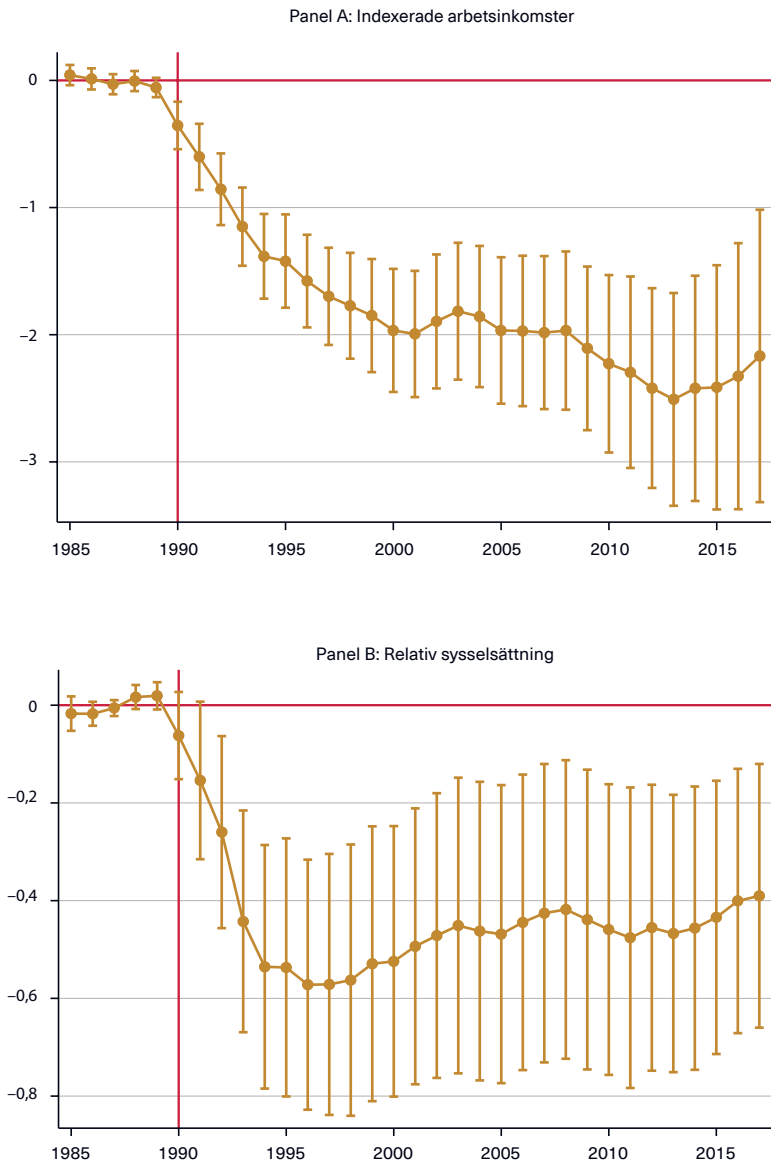 Panel A: Indexerade arbetsinkomster
0
–1
–2
–3
1985 1990 1995 2000 2005 2010 2015
Panel B: Relativ sysselsättning
0
–0,2
–0,4
–0,6
–0,8
1985 1990 1995 2000 2005 2010 2015